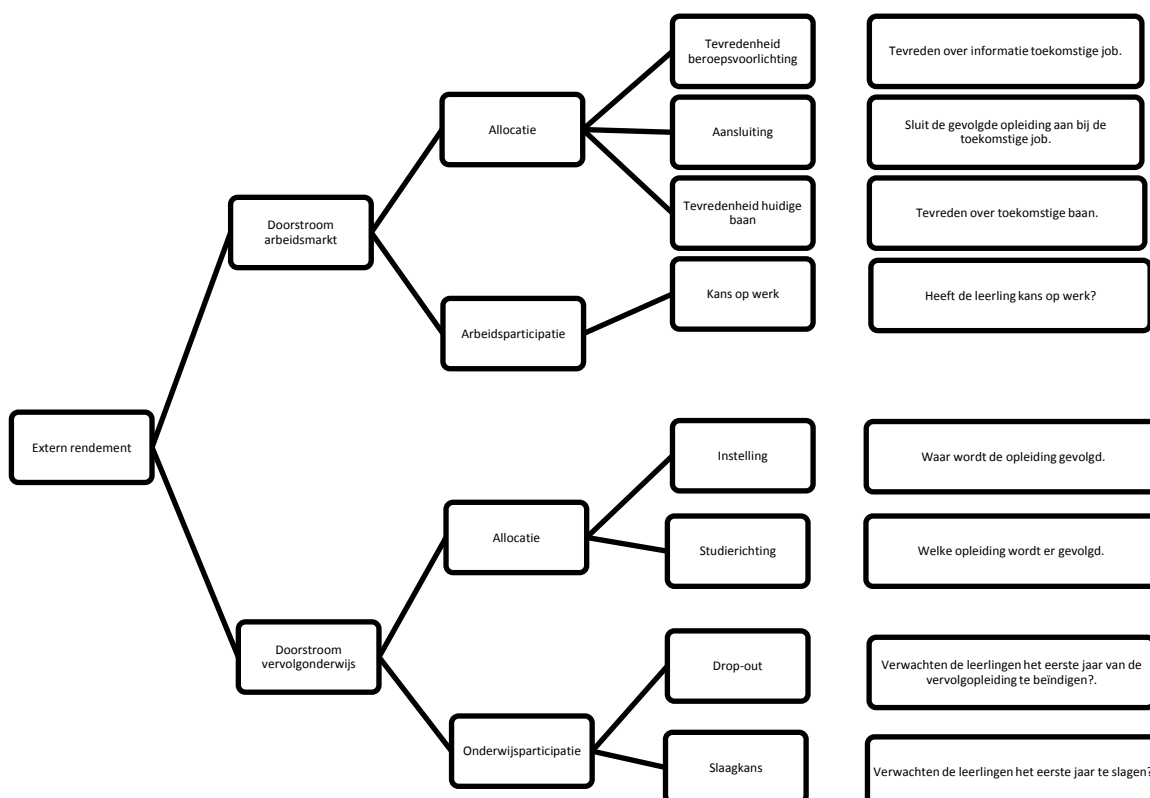 Tevredenheid
beroepsvoorlichting
Tevreden over informatie toekomstige job.
Allocatie
Aansluiting
Sluit de gevolgde opleiding aan bij de
toekomstige job.
Doorstroom
arbeidsmarkt
Tevredenheid huidige
baan
Tevreden over toekomstige baan.
Kans op werk
Heeft de leerling kans op werk?
Arbeidsparticipatie
Extern rendement
Instelling
Waar wordt de opleiding gevolgd.
Allocatie
Studierichting
Welke opleiding wordt er gevolgd.
Doorstroom
vervolgonderwijs
Drop-out
Verwachten de leerlingen het eerste jaar van de
vervolgopleiding te beïndigen?.
Onderwijsparticipatie
Slaagkans
Verwachten de leerlingen het eerste jaar te slagen?